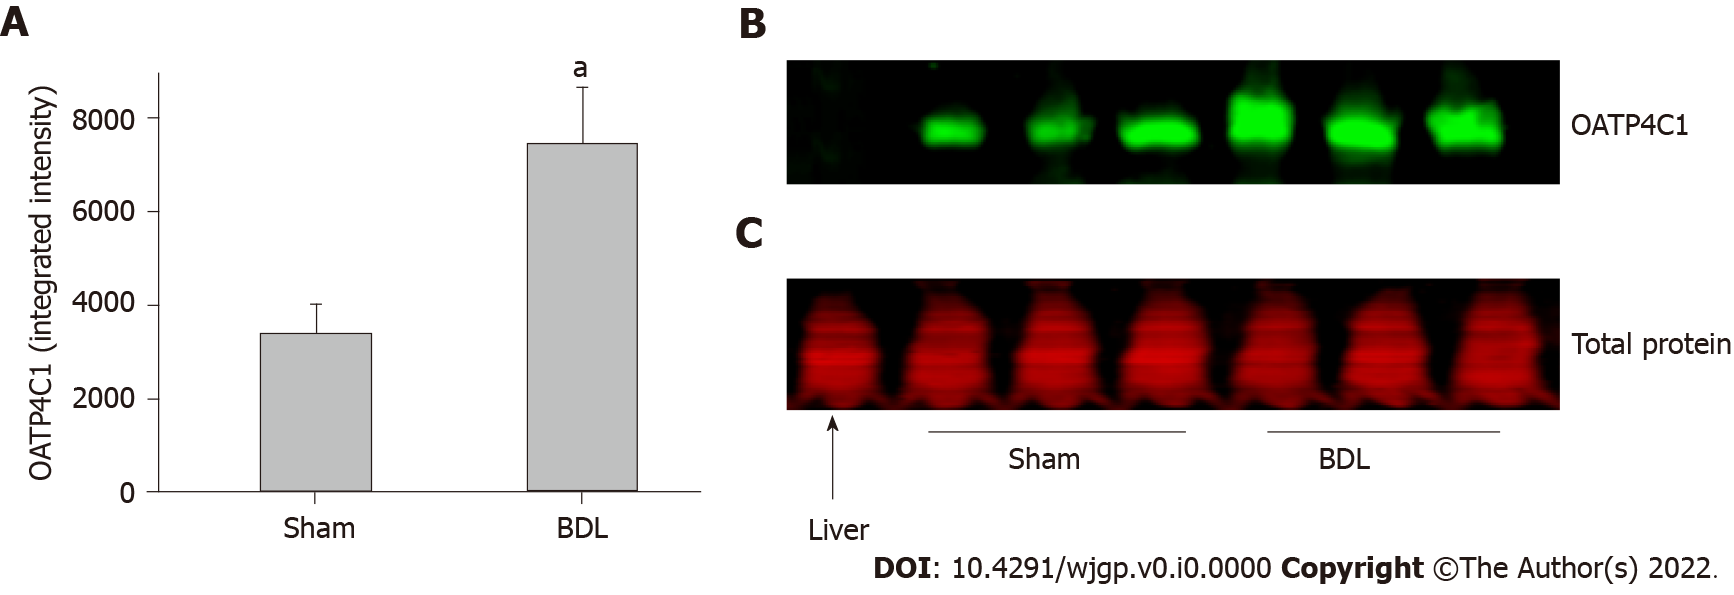 A
OATP4C1 (integrated intensity)
8000
6000
4000
2000
0
a
Sham
BDL
B
OATP4C1
C
Total protein
Sham
BDL
Liver
DOI: 10.4291/wjgp.v0.i0.0000 Copyright ©The Author(s) 2022.